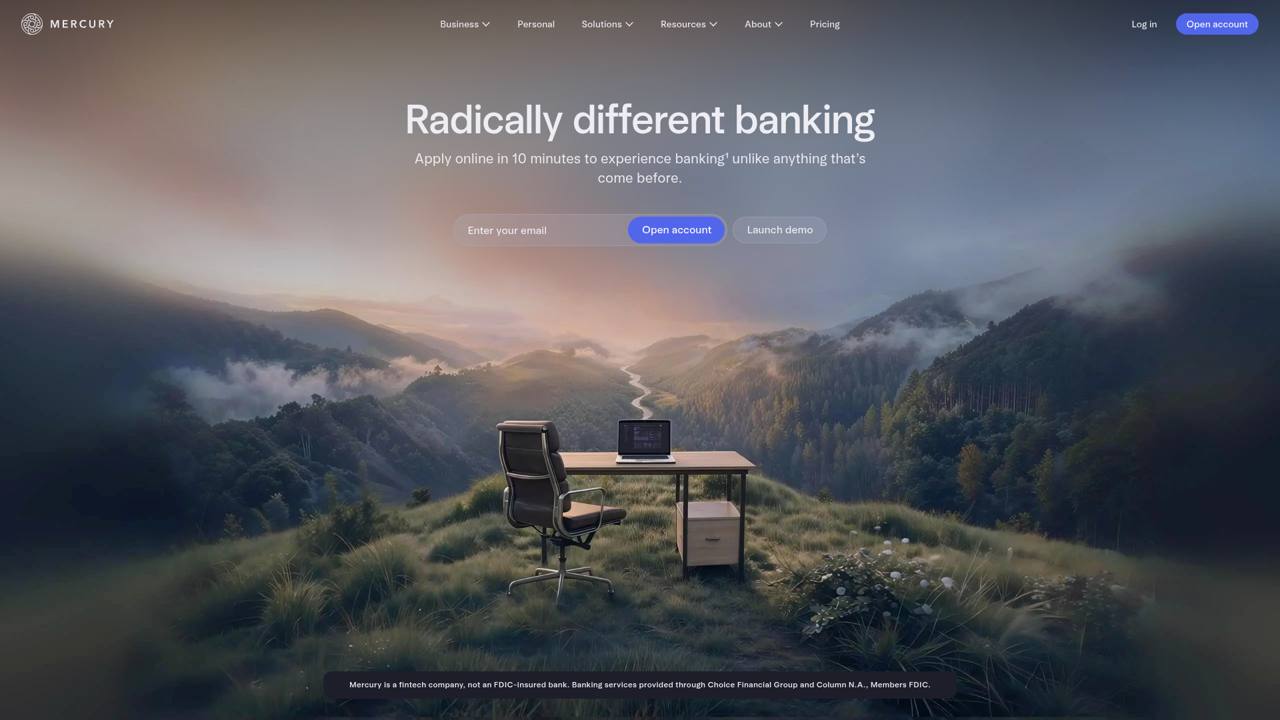 MERCURY
Business
Personal
Solutions
Resources
About
Pricing
Log in
Open account
Radically different banking
Apply online in 10 minutes to experience banking¹ unlike anything that's
come before.
Enter your email
Open account
Launch demo
Mercury is a fintech company, not an FDIC-insured bank. Banking services provided through Choice Financial Group and Column N.A., Members FDIC.